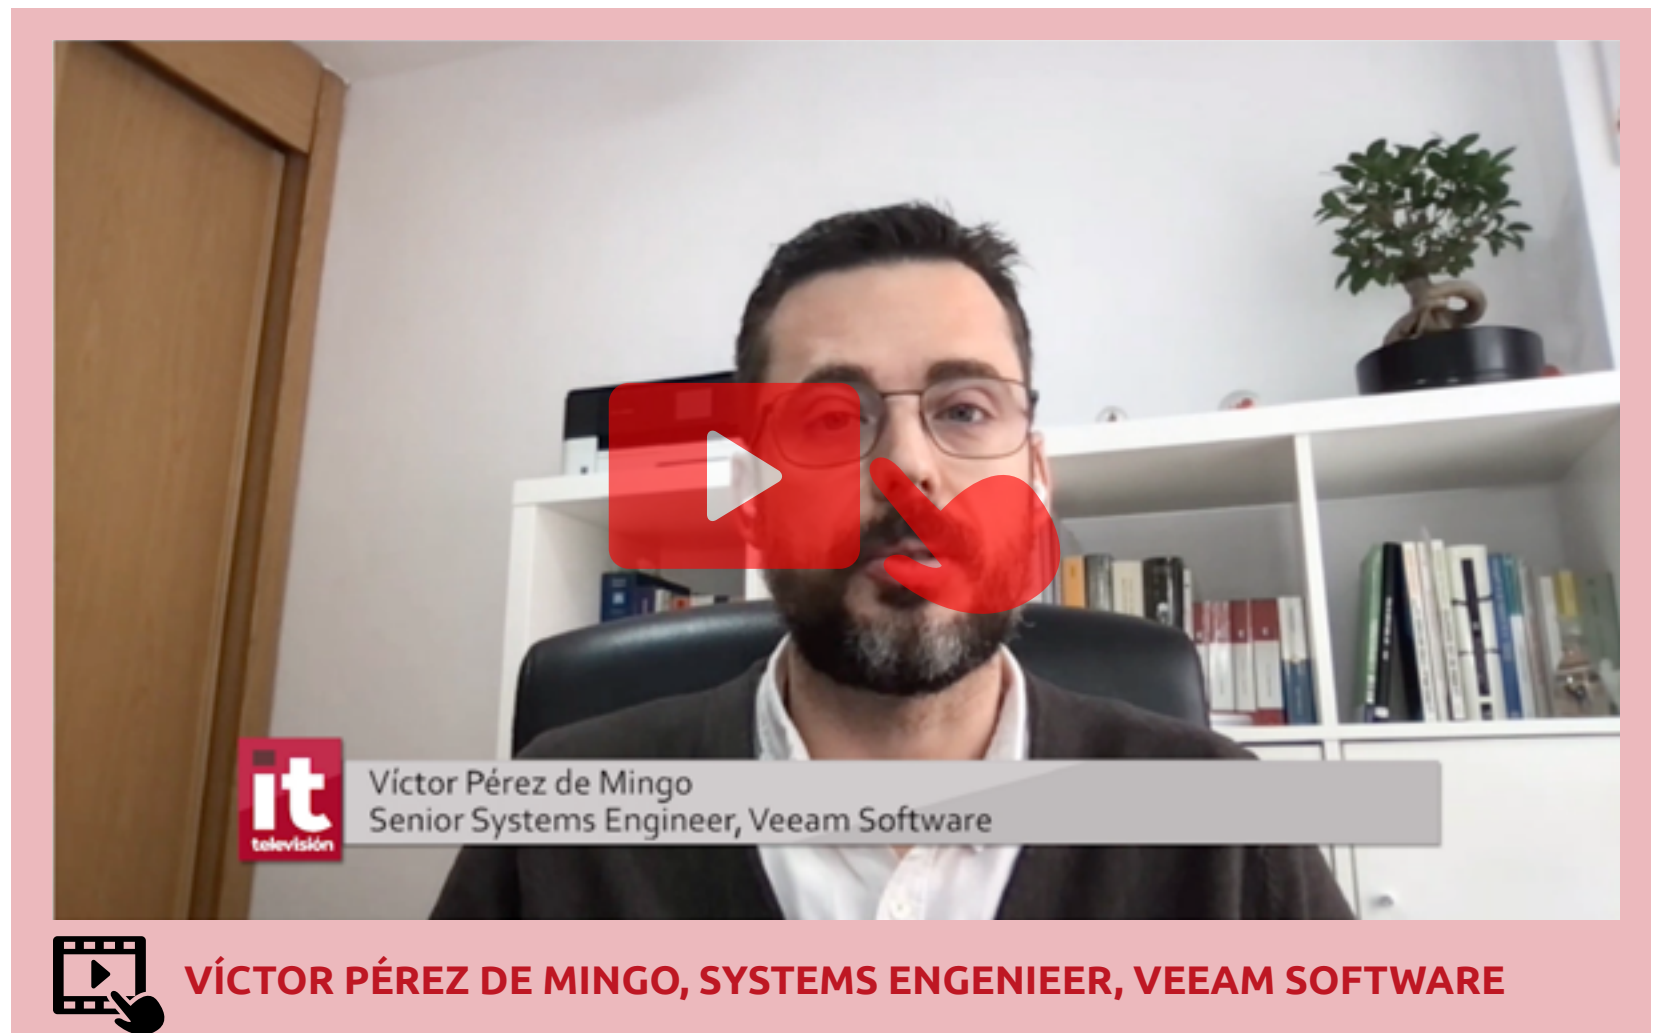 it
televisión
Víctor Pérez de Mingo
Senior Systems Engineer, Veeam Software
VÍCTOR PÉREZ DE MINGO, SYSTEMS ENGENIEER, VEEAM SOFTWARE